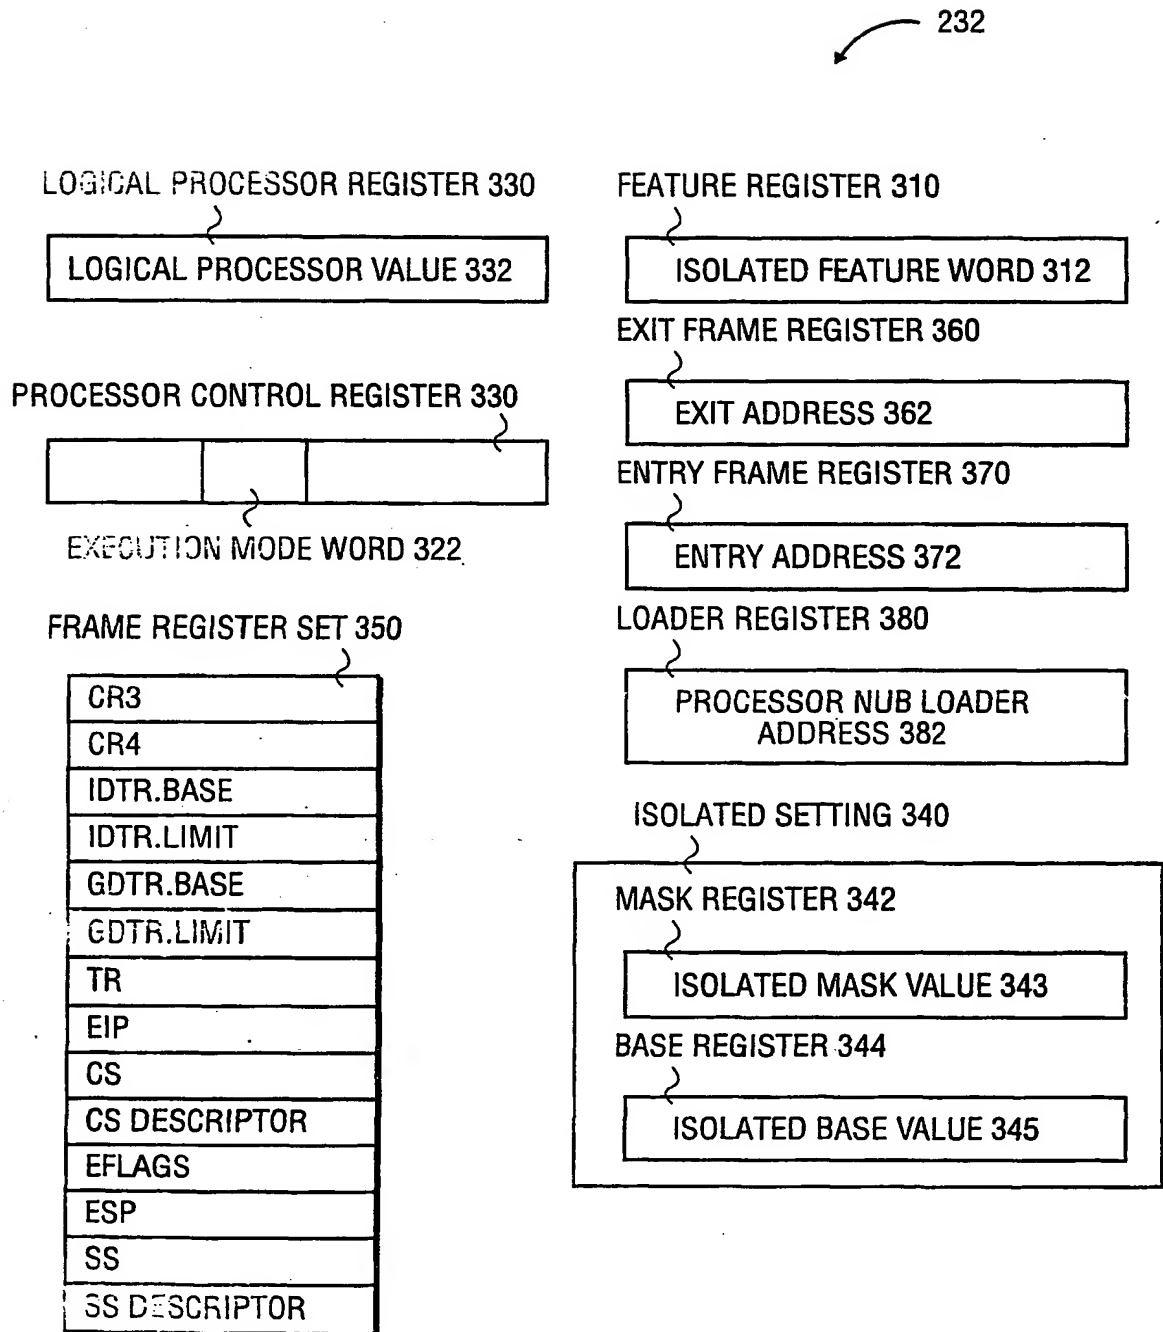 232
LOGICAL PROCESSOR REGISTER 330
LOGICAL PROCESSOR VALUE 332
PROCESSOR CONTROL REGISTER 330
EXECUTION MODE WORD 322
FRAME REGISTER SET 350
CR3
CR4
IDTR.BASE
IDTR.LIMIT
GDTR.BASE
GDTR.LIMIT
TR
EIP
CS
CS DESCRIPTOR
EFLAGS
ESP
SS
SS DESCRIPTOR
FEATURE REGISTER 310
ISOLATED FEATURE WORD 312
EXIT FRAME REGISTER 360
EXIT ADDRESS 362
ENTRY FRAME REGISTER 370
ENTRY ADDRESS 372
LOADER REGISTER 380
PROCESSOR NUB LOADER
ADDRESS 382
ISOLATED SETTING 340
MASK REGISTER 342
ISOLATED MASK VALUE 343
BASE REGISTER 344
ISOLATED BASE VALUE 345